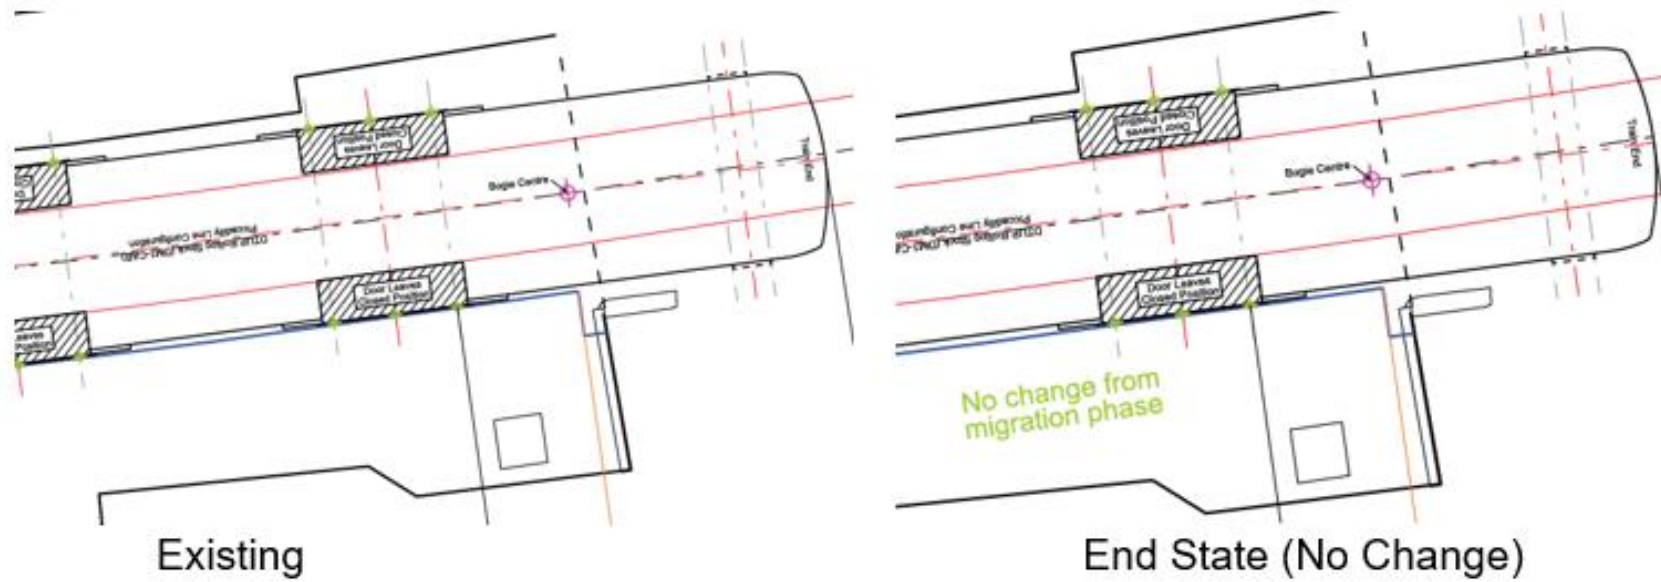 Door Leaves
Closed Position
Train End
Bogie Centre
Piccadilly Line Configuration
Door Leaves
Closed Position
Existing
Door Leaves
Closed Position
Train End
Bogie Centre
Piccadilly Line Configuratio
Door Leaves
Closed Position
No change from
migration phase
End State (No Change)